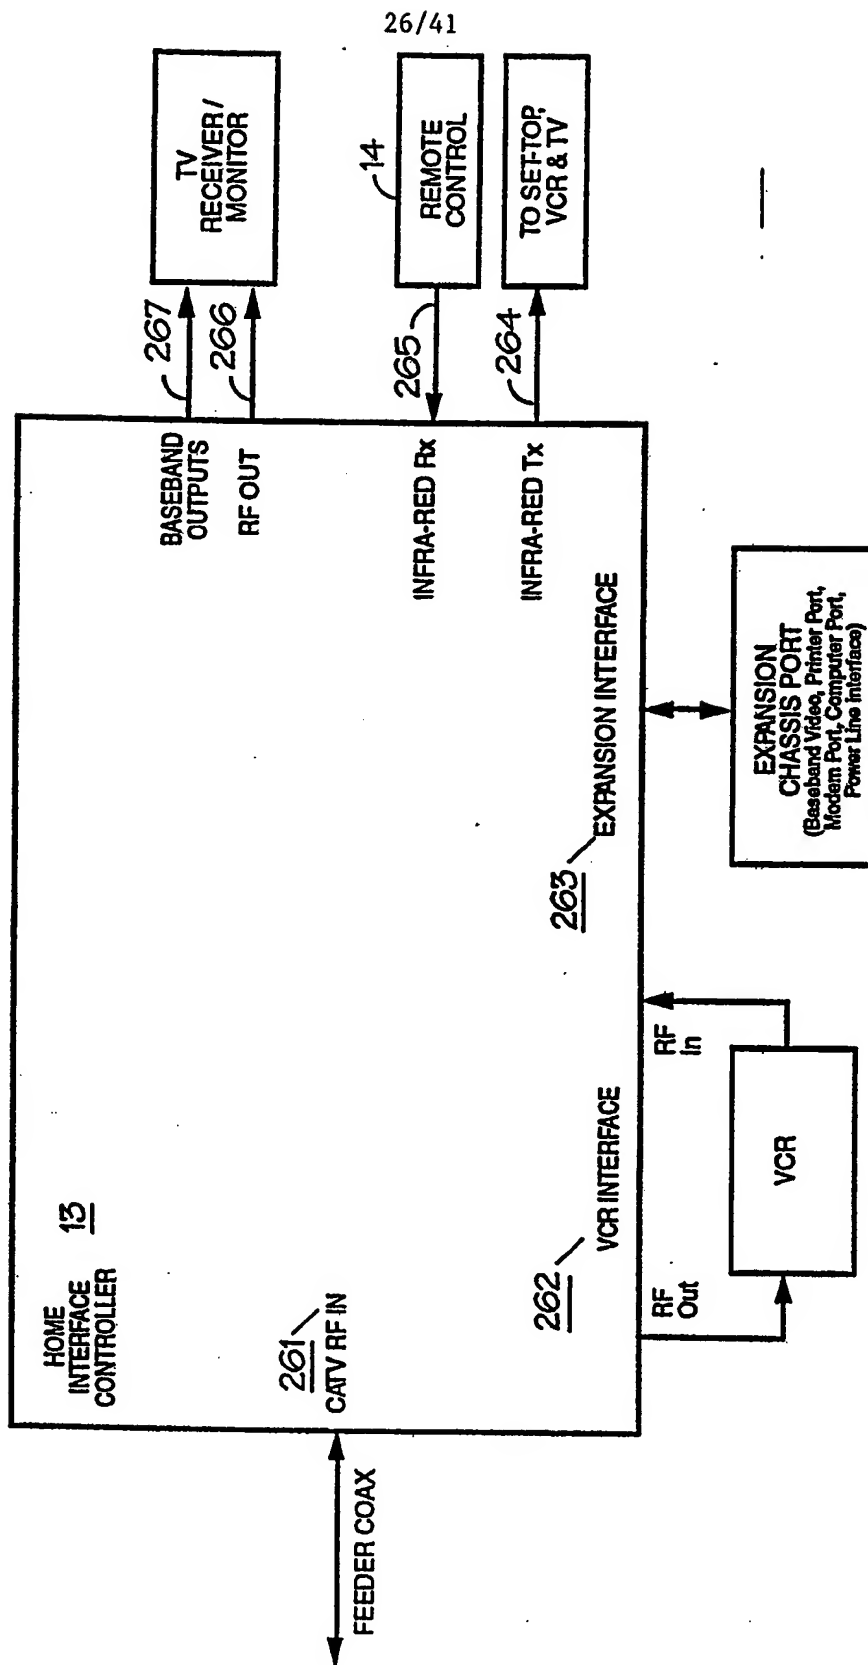 26/41
HOME
INTERFACE
CONTROLLER
13
261
CATV RF IN
FEEDER COAX
BASEBAND
OUTPUTS
RF OUT
267
266
TV
RECEIVER/
MONITOR
INFRA-RED Rx
265
14
REMOTE
CONTROL
INFRA-RED Tx
264
TO SET-TOP,
VCR & TV
262
VCR INTERFACE
263
EXPANSION INTERFACE
RF
Out
VCR
RF
In
EXPANSION
CHASSIS PORT
(Baseband Video, Printer Port,
Modem Port, Computer Port,
Power Line Interface)